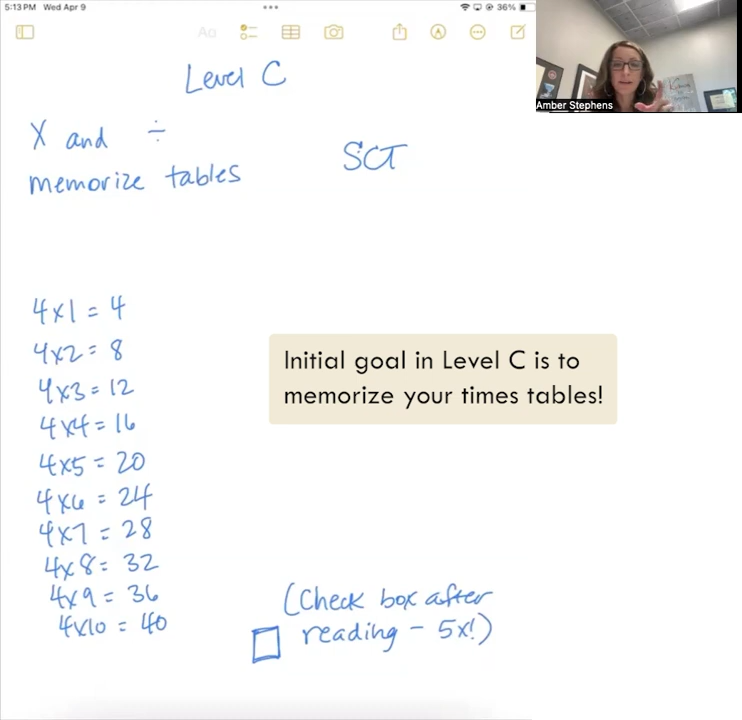 5:13 PM Wed Apr 9
36%
Aa
Amber Stephens
Level C
X and ÷
memorize tables
SCT
4x1 = 4
4x2 = 8
4x3 = 12
4x4 = 16
4x5 = 20
4x6 = 24
4x7 = 28
4x8 = 32
4x9 = 36
4x10 = 40
Initial goal in Level C is to
memorize your times tables!
(Check box after
reading - 5x!)